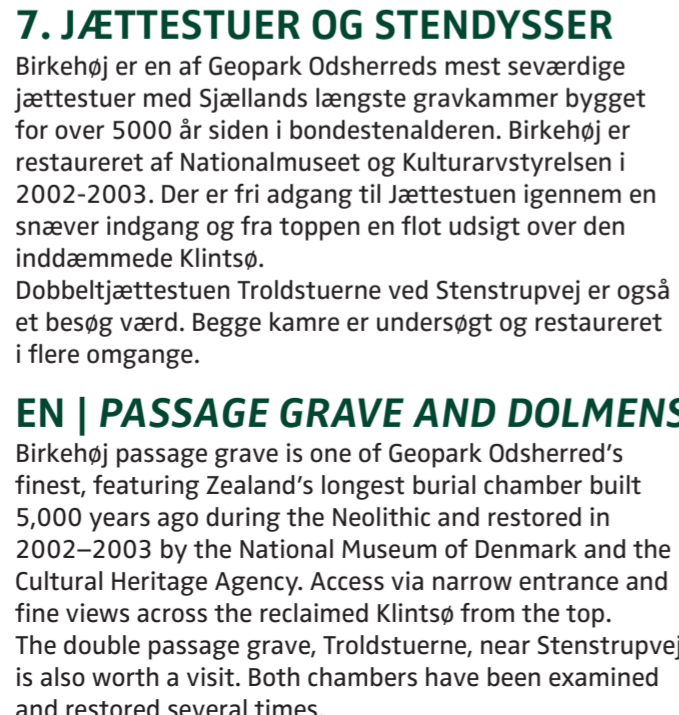 7. JÆTTESTUER OG STENDYSSER
Birkehøj er en af Geopark Odsherreds mest seværdige
jættestuer med Sjællands længste gravkammer bygget
for over 5000 år siden i bondestenalderen. Birkehøj er
restaureret af Nationalmuseet og Kulturarvstyrelsen i
2002-2003. Der er fri adgang til Jættestuen igennem en
snæver indgang og fra toppen en flot udsigt over den
inddæmmede Klintsø.
Dobbeltjættestuen Troldstuerne ved Stenstrupvej er også
et besøg værd. Begge kamre er undersøgt og restaureret
i flere omgange.
EN | PASSAGE GRAVE AND DOLMENS
Birkehøj passage grave is one of Geopark Odsherred's
finest, featuring Zealand's longest burial chamber built
5,000 years ago during the Neolithic and restored in
2002–2003 by the National Museum of Denmark and the
Cultural Heritage Agency. Access via narrow entrance and
fine views across the reclaimed Klintsø from the top.
The double passage grave, Troldstuerne, near Stenstrupvej
is also worth a visit. Both chambers have been examined
and restored several times.